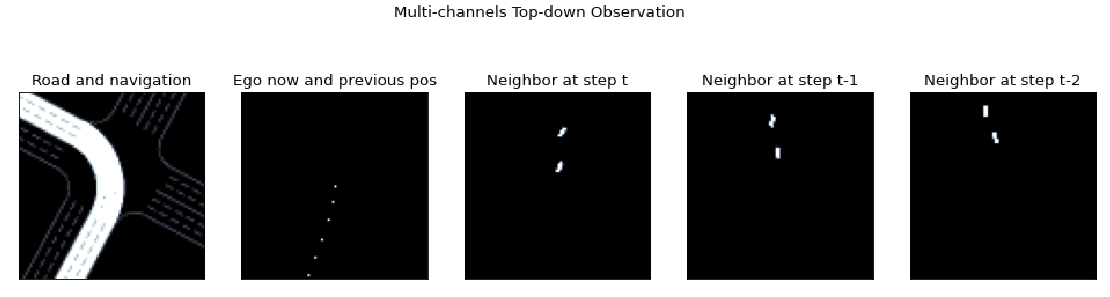 Multi-channels Top-down Observation
Road and navigation
Ego now and previous pos
Neighbor at step t
Neighbor at step t-1
Neighbor at step t-2